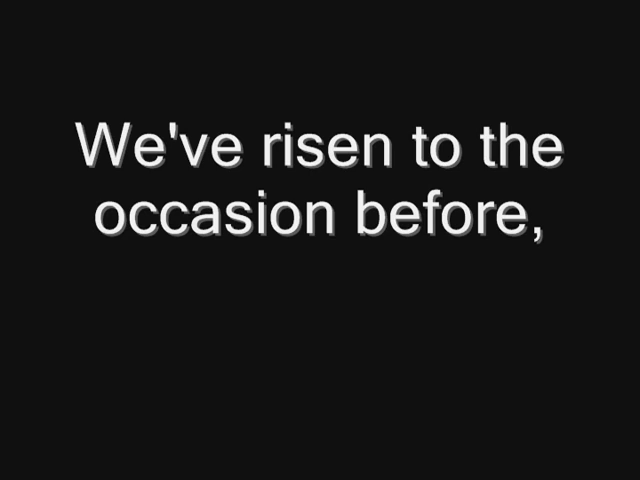 We've risen to the
occasion before,